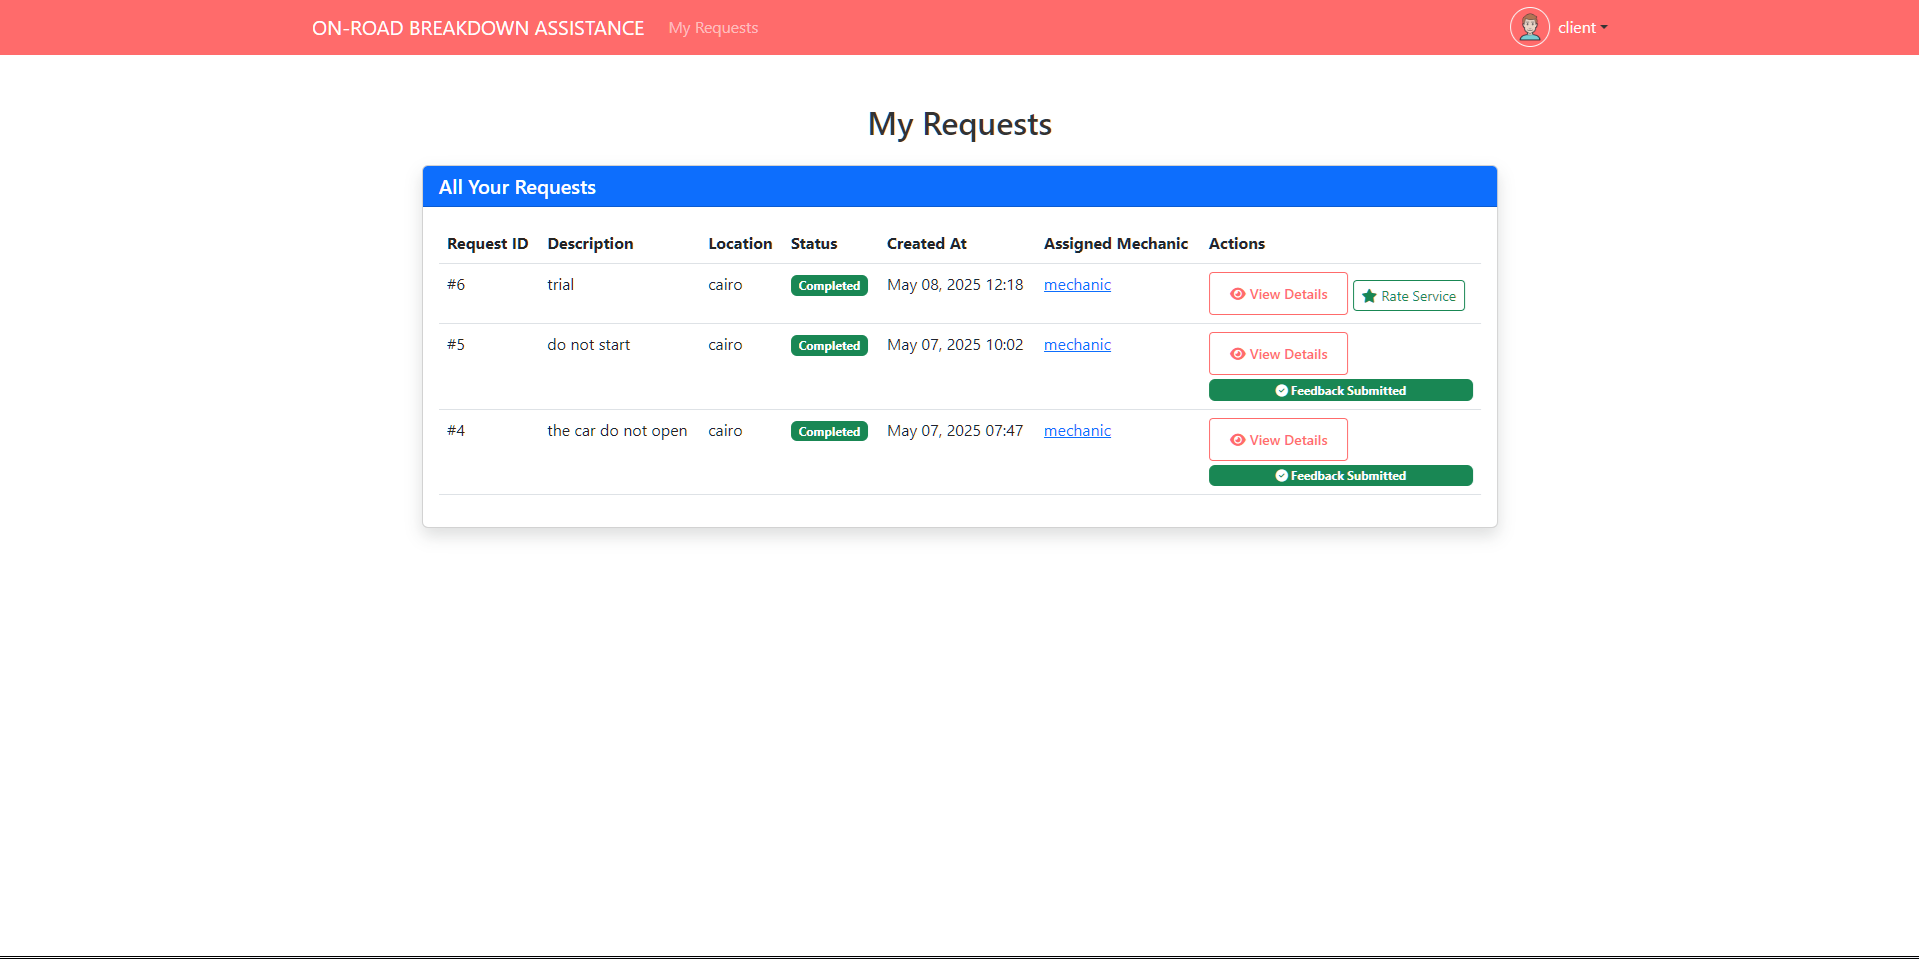 ON-ROAD BREAKDOWN ASSISTANCE My Requests client
My Requests
All Your Requests
Request ID Description Location Status Created At Assigned Mechanic Actions
#6 trial cairo Completed May 08, 2025 12:18 mechanic View Details Rate Service
#5 do not start cairo Completed May 07, 2025 10:02 mechanic View Details
Feedback Submitted
#4 the car do not open cairo Completed May 07, 2025 07:47 mechanic View Details
Feedback Submitted